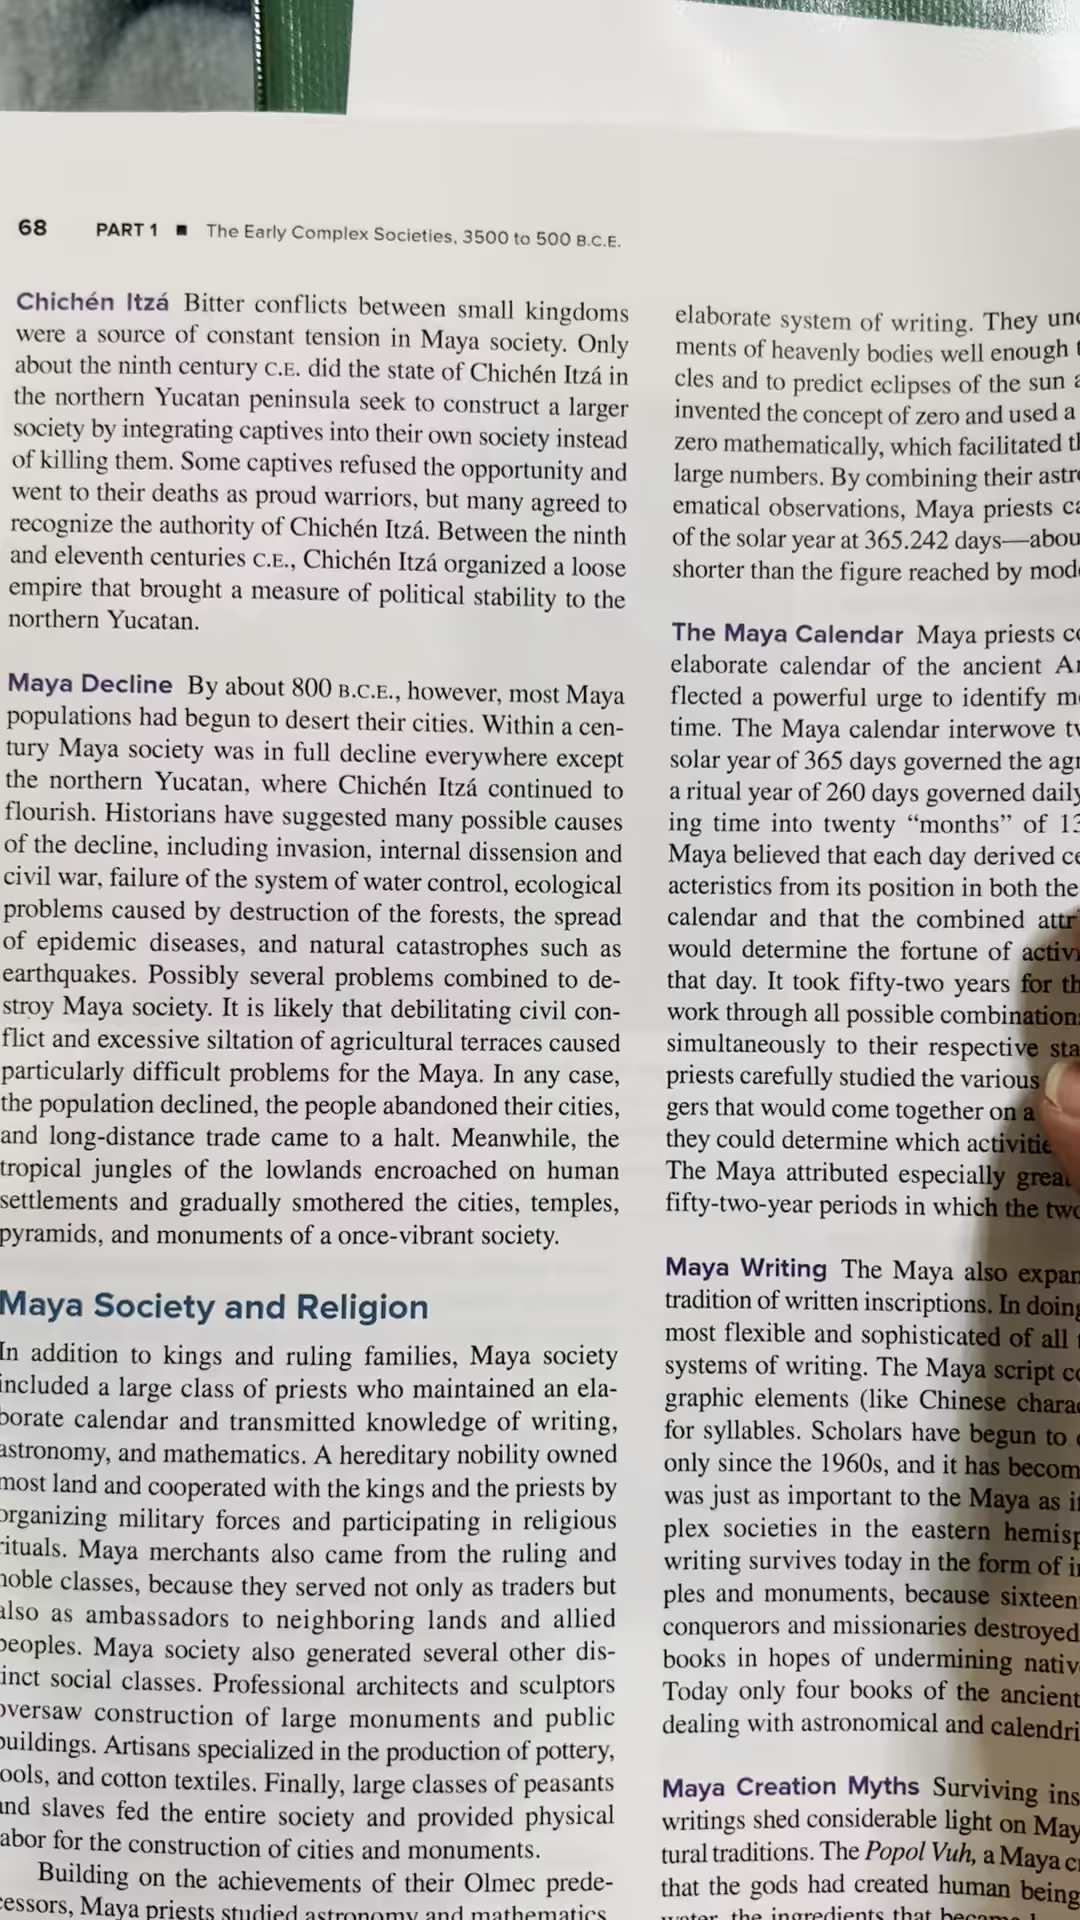 68 PART 1 ■ The Early Complex Societies, 3500 to 500 B.C.E.
Chichén Itzá Bitter conflicts between small kingdoms
were a source of constant tension in Maya society. Only
about the ninth century C.E. did the state of Chichén Itzá in
the northern Yucatan peninsula seek to construct a larger
society by integrating captives into their own society instead
of killing them. Some captives refused the opportunity and
went to their deaths as proud warriors, but many agreed to
recognize the authority of Chichén Itzá. Between the ninth
and eleventh centuries C.E., Chichén Itzá organized a loose
empire that brought a measure of political stability to the
northern Yucatan.
Maya Decline By about 800 B.C.E., however, most Maya
populations had begun to desert their cities. Within a cen-
tury Maya society was in full decline everywhere except
the northern Yucatan, where Chichén Itzá continued to
flourish. Historians have suggested many possible causes
of the decline, including invasion, internal dissension and
civil war, failure of the system of water control, ecological
problems caused by destruction of the forests, the spread
of epidemic diseases, and natural catastrophes such as
earthquakes. Possibly several problems combined to de-
stroy Maya society. It is likely that debilitating civil con-
flict and excessive siltation of agricultural terraces caused
particularly difficult problems for the Maya. In any case,
the population declined, the people abandoned their cities,
and long-distance trade came to a halt. Meanwhile, the
tropical jungles of the lowlands encroached on human
settlements and gradually smothered the cities, temples,
pyramids, and monuments of a once-vibrant society.
Maya Society and Religion
In addition to kings and ruling families, Maya society
included a large class of priests who maintained an ela-
borate calendar and transmitted knowledge of writing,
astronomy, and mathematics. A hereditary nobility owned
most land and cooperated with the kings and the priests by
organizing military forces and participating in religious
rituals. Maya merchants also came from the ruling and
noble classes, because they served not only as traders but
also as ambassadors to neighboring lands and allied
peoples. Maya society also generated several other dis-
tinct social classes. Professional architects and sculptors
oversaw construction of large monuments and public
buildings. Artisans specialized in the production of pottery,
tools, and cotton textiles. Finally, large classes of peasants
and slaves fed the entire society and provided physical
labor for the construction of cities and monuments.
Building on the achievements of their Olmec prede-
cessors, Maya priests studied astronomy and mathematics,
elaborate system of writing. They
ments of heavenly bodies well enough
cles and to predict eclipses of the sun
invented the concept of zero and used a
zero mathematically, which facilitated
large numbers. By combining their
ematical observations, Maya priests
of the solar year at 365.242 days—
shorter than the figure reached by
The Maya Calendar Maya priests
elaborate calendar of the ancient
flected a powerful urge to identify
time. The Maya calendar interwove
solar year of 365 days governed the
a ritual year of 260 days governed daily
ing time into twenty “months” of
Maya believed that each day derived
acteristics from its position in both the
calendar and that the combined
would determine the fortune of
that day. It took fifty-two years for
work through all possible
simultaneously to their respective
priests carefully studied the various
gers that would come together on a
they could determine which
The Maya attributed especially
fifty-two-year periods in which the
Maya Writing The Maya also
tradition of written inscriptions. In doing
most flexible and sophisticated of all
systems of writing. The Maya script
graphic elements (like Chinese
for syllables. Scholars have begun to
only since the 1960s, and it has
was just as important to the Maya as
plex societies in the eastern
writing survives today in the form of
ples and monuments, because
conquerors and missionaries destroyed
books in hopes of undermining
Today only four books of the ancient
dealing with astronomical and
Maya Creation Myths Surviving
writings shed considerable light on
tural traditions. The Popol Vuh, a Maya
that the gods had created human
water, the ingredients that